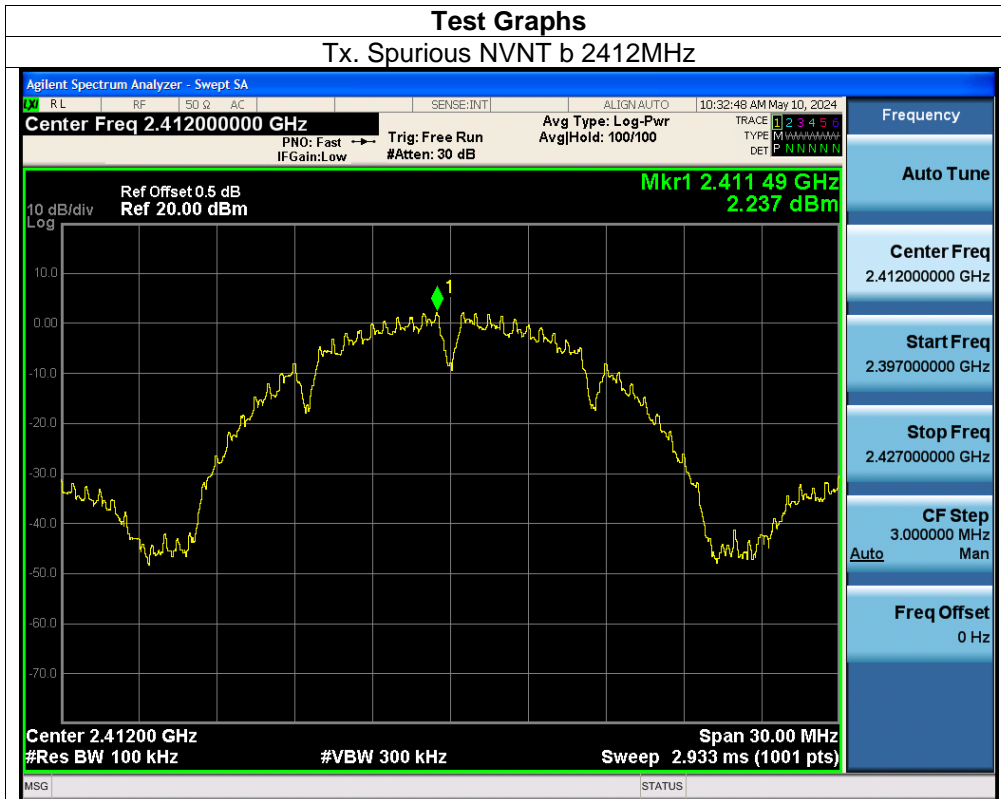 Test Graphs
Tx. Spurious NVNT b 2412MHz
Agilent Spectrum Analyzer - Swept SA
LXI RL RF 50 Ω AC SENSE:INT ALIGN AUTO 10:32:48 AM May 10, 2024
Center Freq 2.412000000 GHz
PNO: Fast
IFGain:Low
Trig: Free Run
#Atten: 30 dB
Avg Type: Log-Pwr
Avg|Hold: 100/100
TRACE 1 2 3 4 5 6
TYPE M WWWWW
DET P N N N N N
Ref Offset 0.5 dB
10 dB/div Ref 20.00 dBm
Log
Mkr1 2.411 49 GHz
2.237 dBm
1
10.0
0.00
-10.0
-20.0
-30.0
-40.0
-50.0
-60.0
-70.0
Center 2.41200 GHz Span 30.00 MHz
#Res BW 100 kHz #VBW 300 kHz Sweep 2.933 ms (1001 pts)
MSG STATUS
Frequency
Auto Tune
Center Freq
2.412000000 GHz
Start Freq
2.397000000 GHz
Stop Freq
2.427000000 GHz
CF Step
3.000000 MHz
Auto Man
Freq Offset
0 Hz